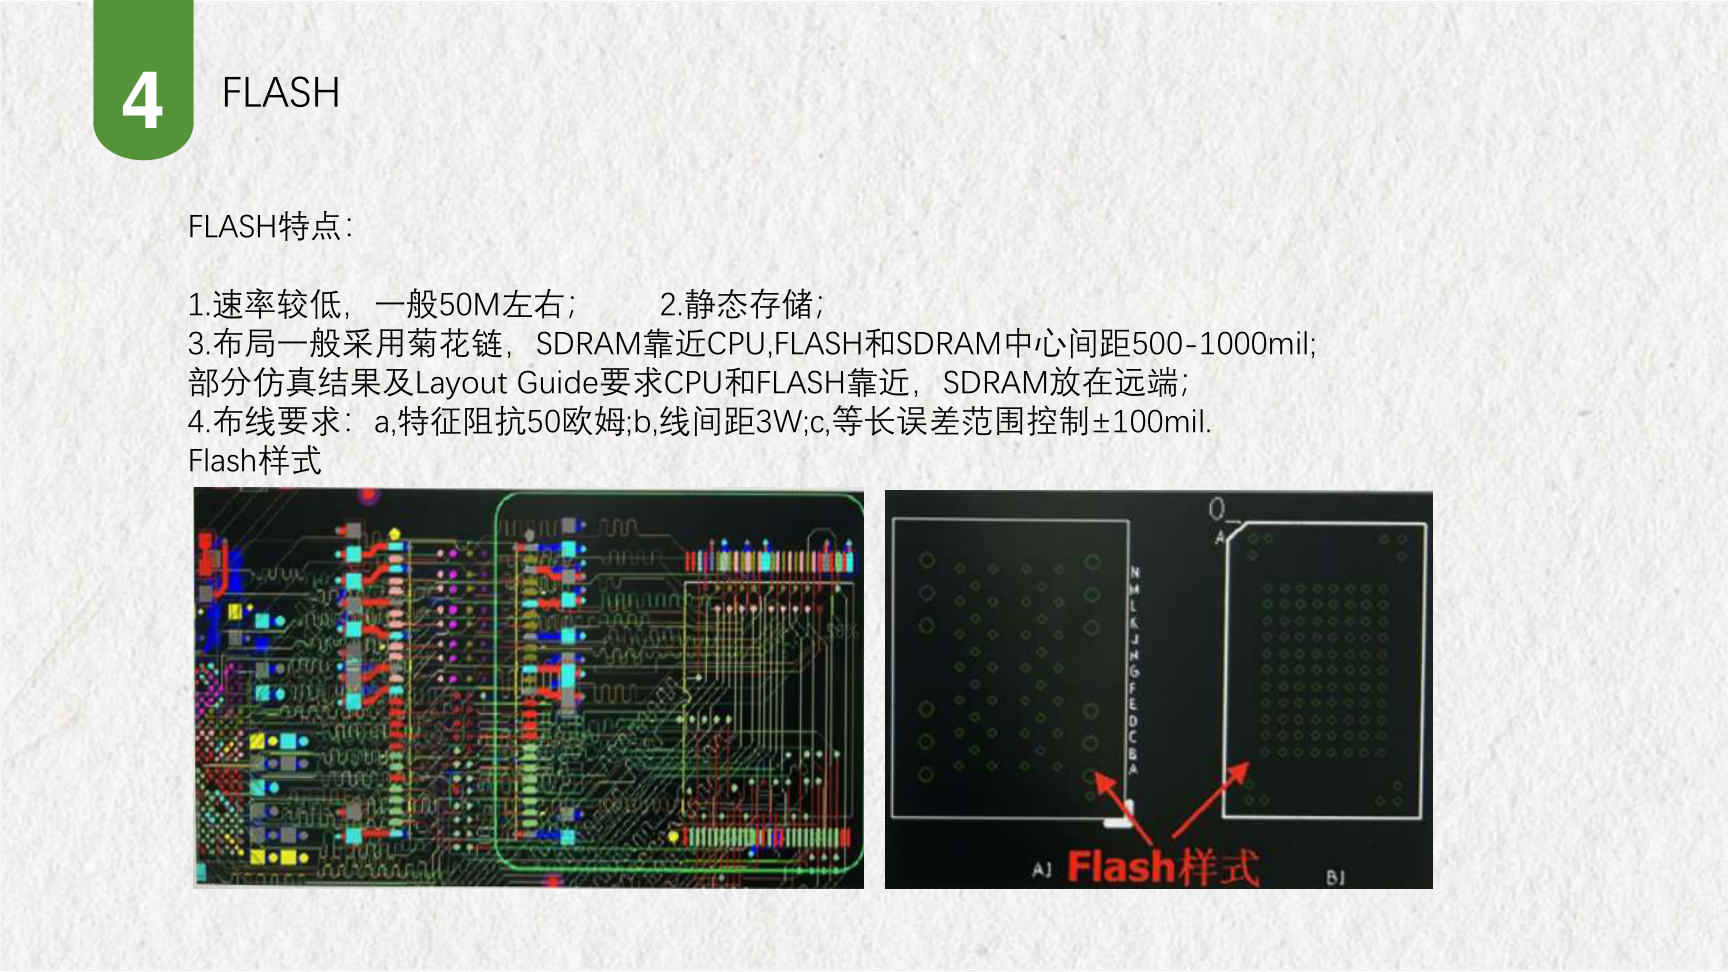 4
FLASH
FLASH特点：
1.速率较低，一般50M左右；　　2.静态存储；
3.布局一般采用菊花链，SDRAM靠近CPU,FLASH和SDRAM中心间距500-1000mil;
部分仿真结果及Layout Guide要求CPU和FLASH靠近，SDRAM放在远端；
4.布线要求：a,特征阻抗50欧姆;b,线间距3W;c,等长误差范围控制±100mil.
Flash样式
0
A
N
M
L
K
J
H
G
F
E
D
C
B
A
A1
Flash样式
B1